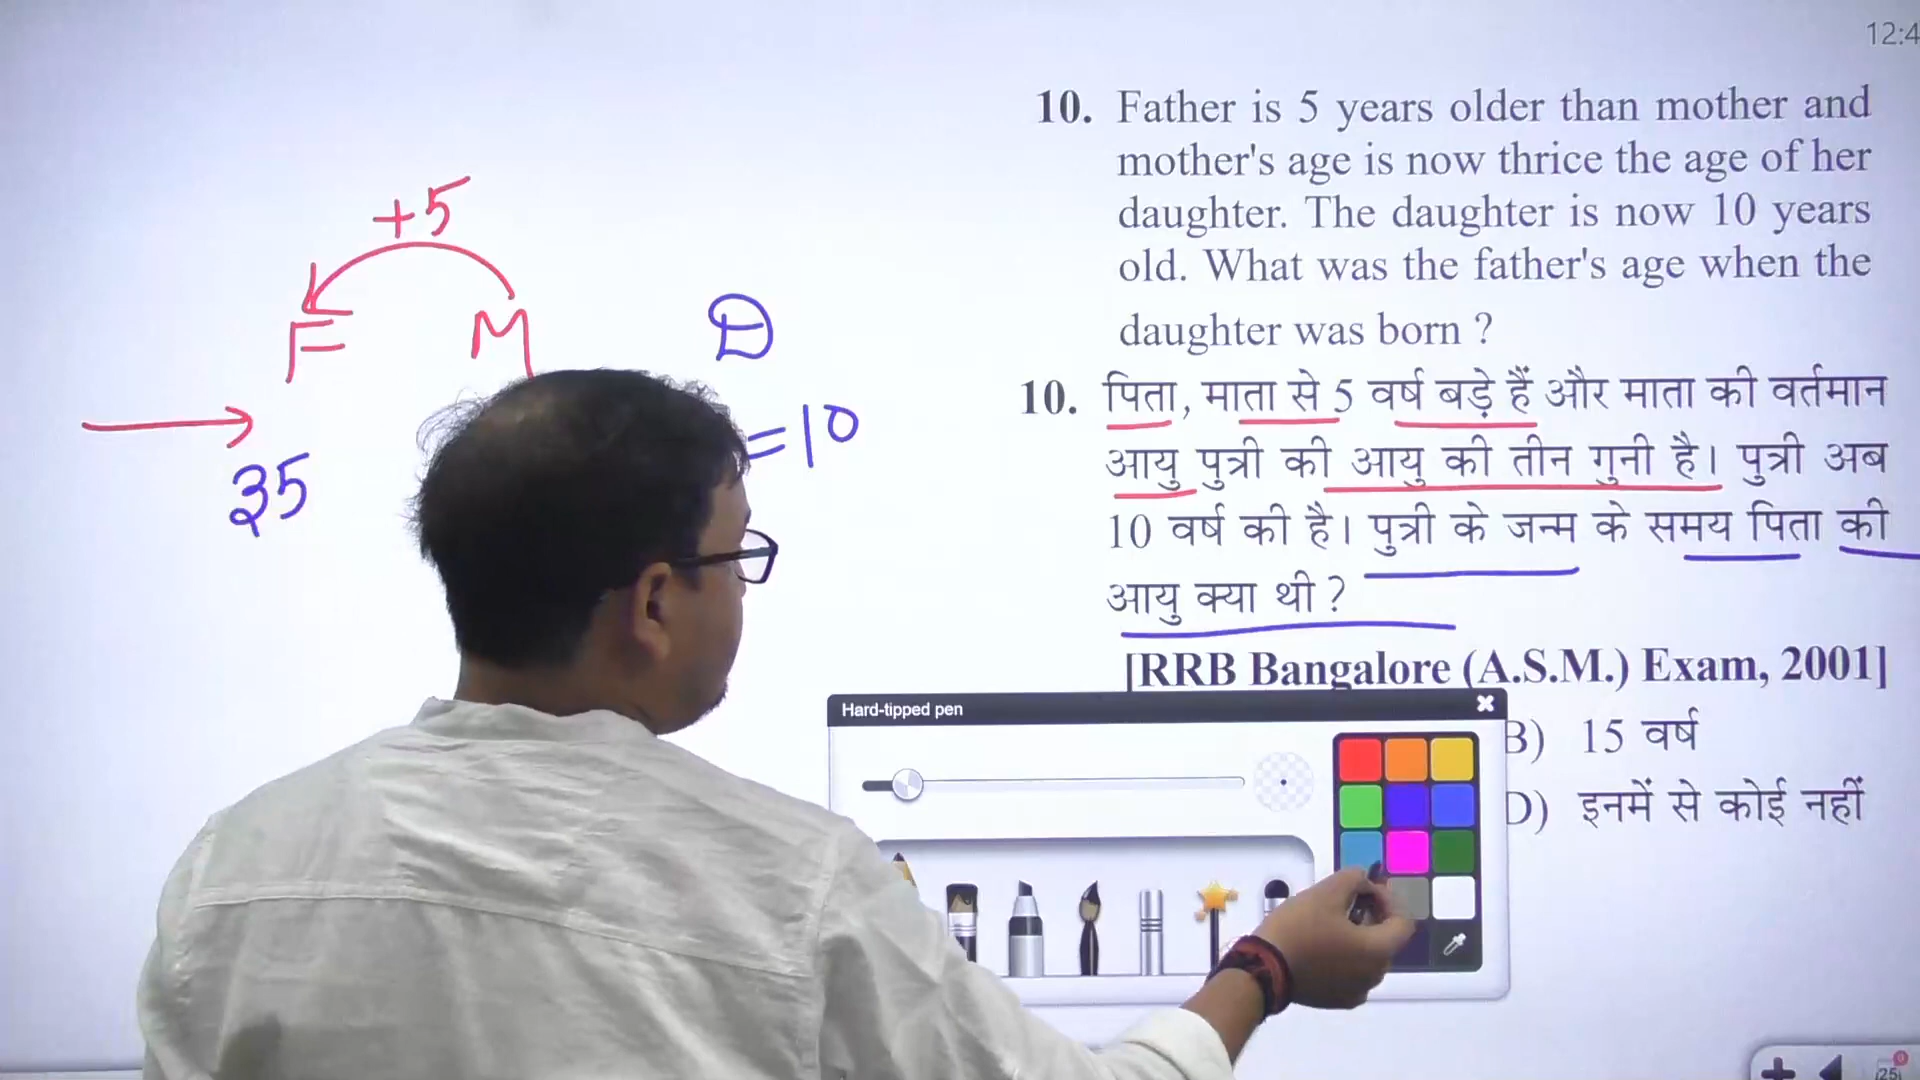 12:4
10. Father is 5 years older than mother and
mother's age is now thrice the age of her
daughter. The daughter is now 10 years
old. What was the father's age when the
daughter was born ?
10. पिता, माता से 5 वर्ष बड़े हैं और माता की वर्तमान
आयु पुत्री की आयु की तीन गुनी है। पुत्री अब
10 वर्ष की है। पुत्री के जन्म के समय पिता की
आयु क्या थी ?
[RRB Bangalore (A.S.M.) Exam, 2001]
B) 15 वर्ष
D) इनमें से कोई नहीं
+5
F M D
=10
35
Hard-tipped pen